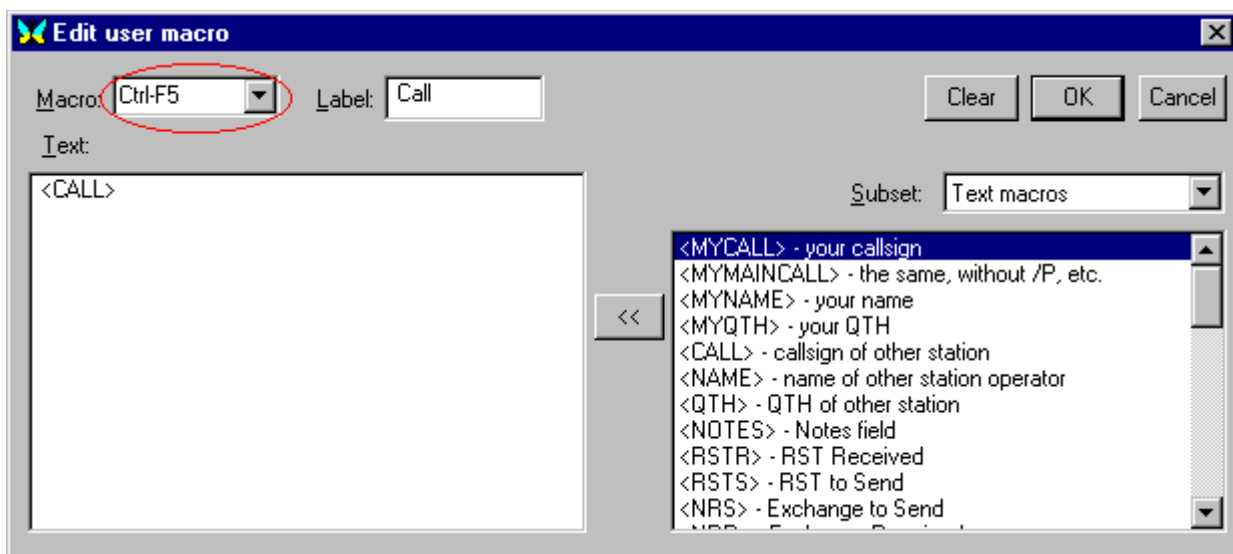 Edit user macro
Macro: Ctrl-F5 Label: Call Clear OK Cancel
Text:
<CALL>
Subset: Text macros
<MYCALL> - your callsign
<MYMAINCALL> - the same, without /P, etc.
<MYNAME> - your name
<MYQTH> - your QTH
<<
<CALL> - callsign of other station
<NAME> - name of other station operator
<QTH> - QTH of other station
<NOTES> - Notes field
<RSTR> - RST Received
<RSTS> - RST to Send
<NRS> - Exchange to Send